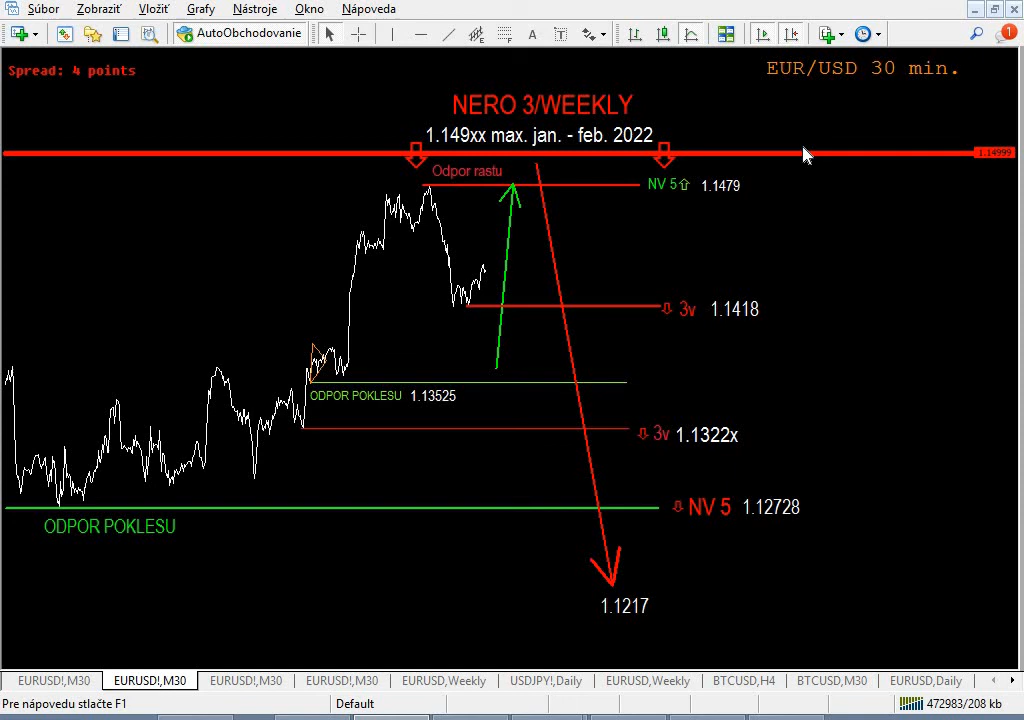 Súbor Zobraziť Vložiť Grafy Nástroje Okno Nápoveda
AutoObchodovanie A T 1
Spread: 4 points
EUR/USD 30 min.
NERO 3/WEEKLY
1.149xx max. jan. - feb. 2022
1.14999
Odpor rastu
NV 5⇧ 1.1479
⇩ 3v 1.1418
ODPOR POKLESU 1.13525
⇩ 3v 1.1322x
⇩ NV 5 1.12728
ODPOR POKLESU
1.1217
EURUSD!,M30 EURUSD!,M30 EURUSD!,M30 EURUSD!,M30 EURUSD,Weekly USDJPY!,Daily EURUSD,Weekly BTCUSD,H4 BTCUSD,M30 EURUSD,Daily
Pre nápovedu stlačte F1 Default 472983/208 kb